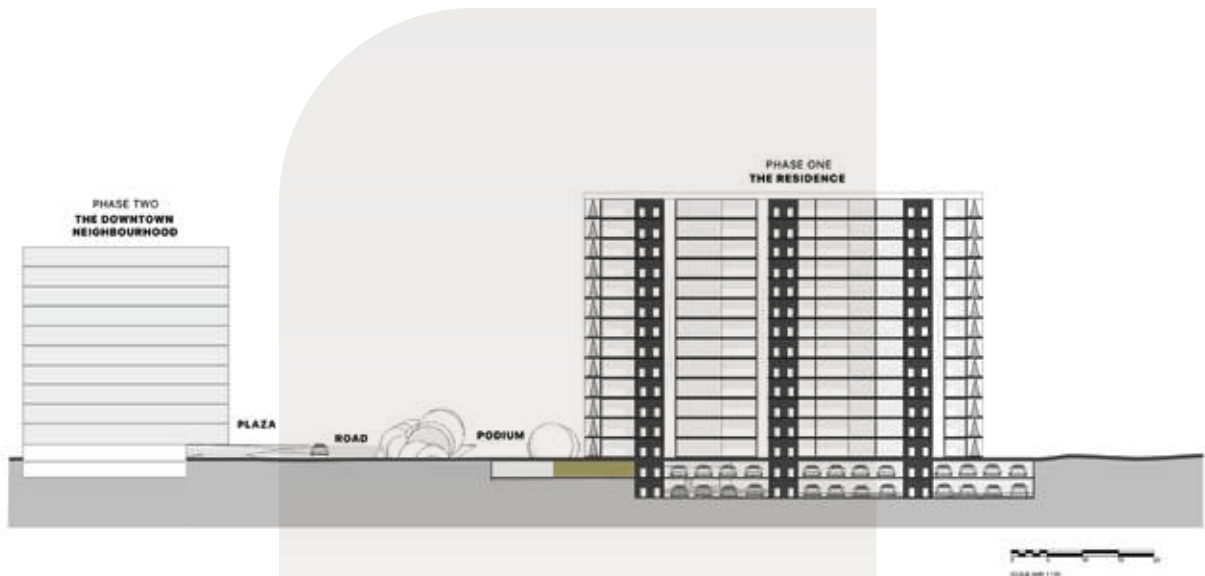 PHASE ONE
THE RESIDENCE
PHASE TWO
THE DOWNTOWN
NEIGHBOURHOOD
PLAZA
ROAD
PODIUM